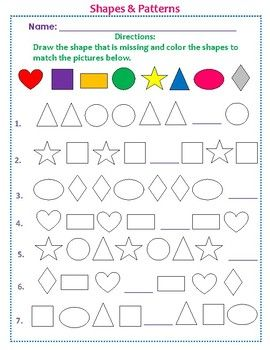 Shapes & Patterns
Name:
Directions:
Draw the shape that is missing and color the shapes to
match the pictures below.
1.
2.
3.
4.
5.
6.
7.